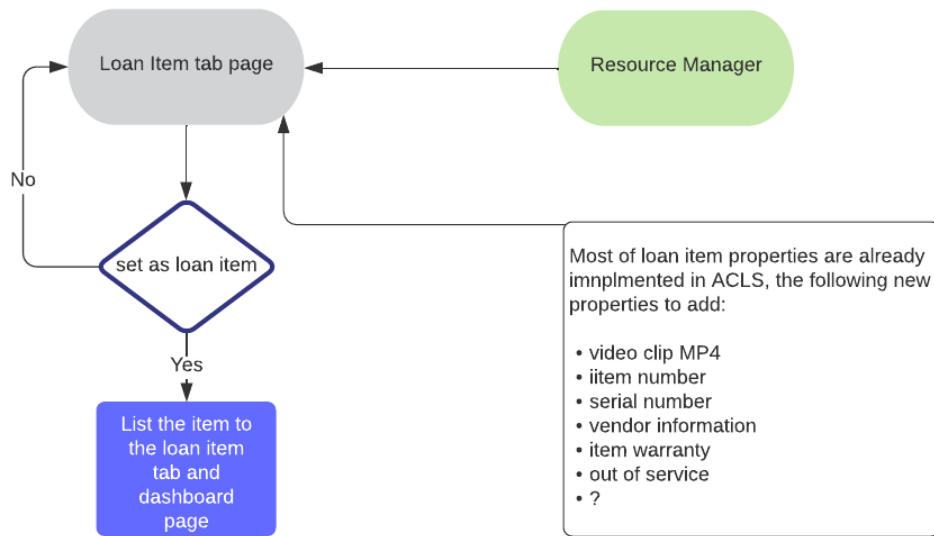 Loan Item tab page
Resource Manager
No
set as loan item
Most of loan item properties are already
imnplmented in ACLS, the following new
properties to add:
• video clip MP4
• iitem number
• serial number
• vendor information
• item warranty
• out of service
• ?
Yes
List the item to
the loan item
tab and
dashboard
page